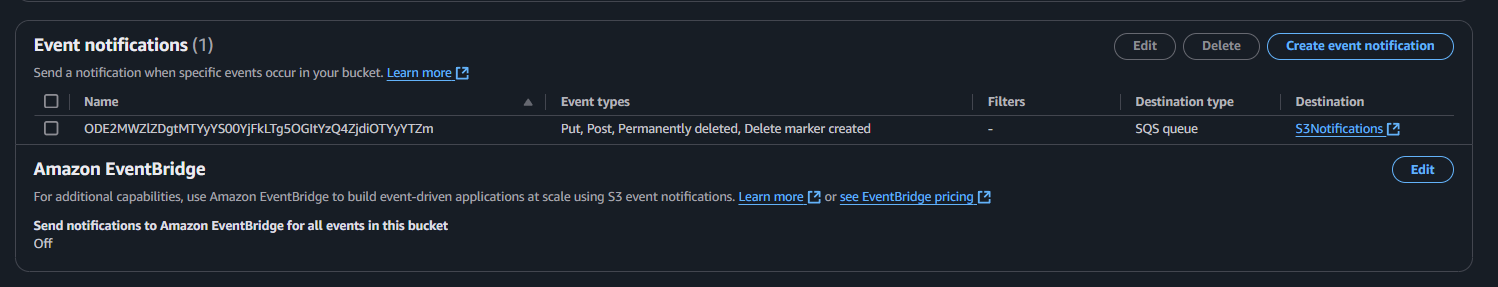 Event notifications (1)
Edit
Delete
Create event notification
Send a notification when specific events occur in your bucket. Learn more
Name Event types Filters Destination type Destination
ODE2MWZlZDgtMTYyYS00YjFkLTg5OGItYzQ4ZjdiOTYyYTZm Put, Post, Permanently deleted, Delete marker created - SQS queue S3Notifications
Amazon EventBridge
Edit
For additional capabilities, use Amazon EventBridge to build event-driven applications at scale using S3 event notifications. Learn more or see EventBridge pricing
Send notifications to Amazon EventBridge for all events in this bucket
Off